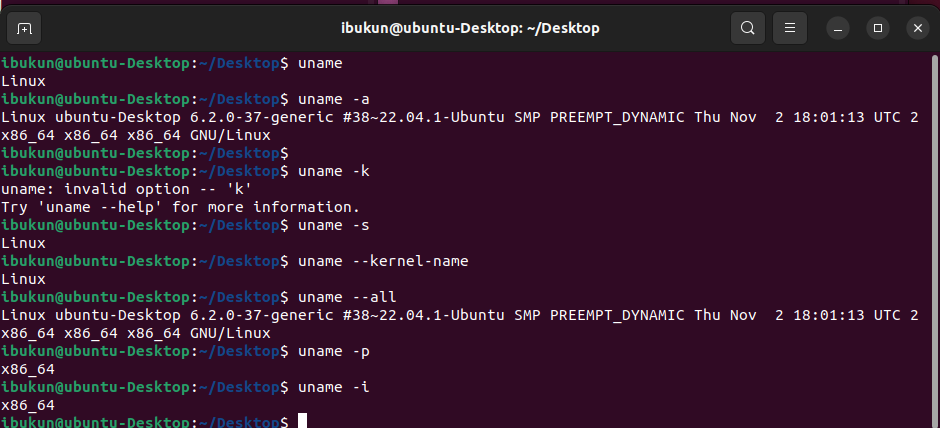 ibukun@ubuntu-Desktop: ~/Desktop
ibukun@ubuntu-Desktop:~/Desktop$ uname
Linux
ibukun@ubuntu-Desktop:~/Desktop$ uname -a
Linux ubuntu-Desktop 6.2.0-37-generic #38~22.04.1-Ubuntu SMP PREEMPT_DYNAMIC Thu Nov  2 18:01:13 UTC 2
x86_64 x86_64 x86_64 GNU/Linux
ibukun@ubuntu-Desktop:~/Desktop$
ibukun@ubuntu-Desktop:~/Desktop$ uname -k
uname: invalid option -- 'k'
Try 'uname --help' for more information.
ibukun@ubuntu-Desktop:~/Desktop$ uname -s
Linux
ibukun@ubuntu-Desktop:~/Desktop$ uname --kernel-name
Linux
ibukun@ubuntu-Desktop:~/Desktop$ uname --all
Linux ubuntu-Desktop 6.2.0-37-generic #38~22.04.1-Ubuntu SMP PREEMPT_DYNAMIC Thu Nov  2 18:01:13 UTC 2
x86_64 x86_64 x86_64 GNU/Linux
ibukun@ubuntu-Desktop:~/Desktop$ uname -p
x86_64
ibukun@ubuntu-Desktop:~/Desktop$ uname -i
x86_64
ibukun@ubuntu-Desktop:~/Desktop$